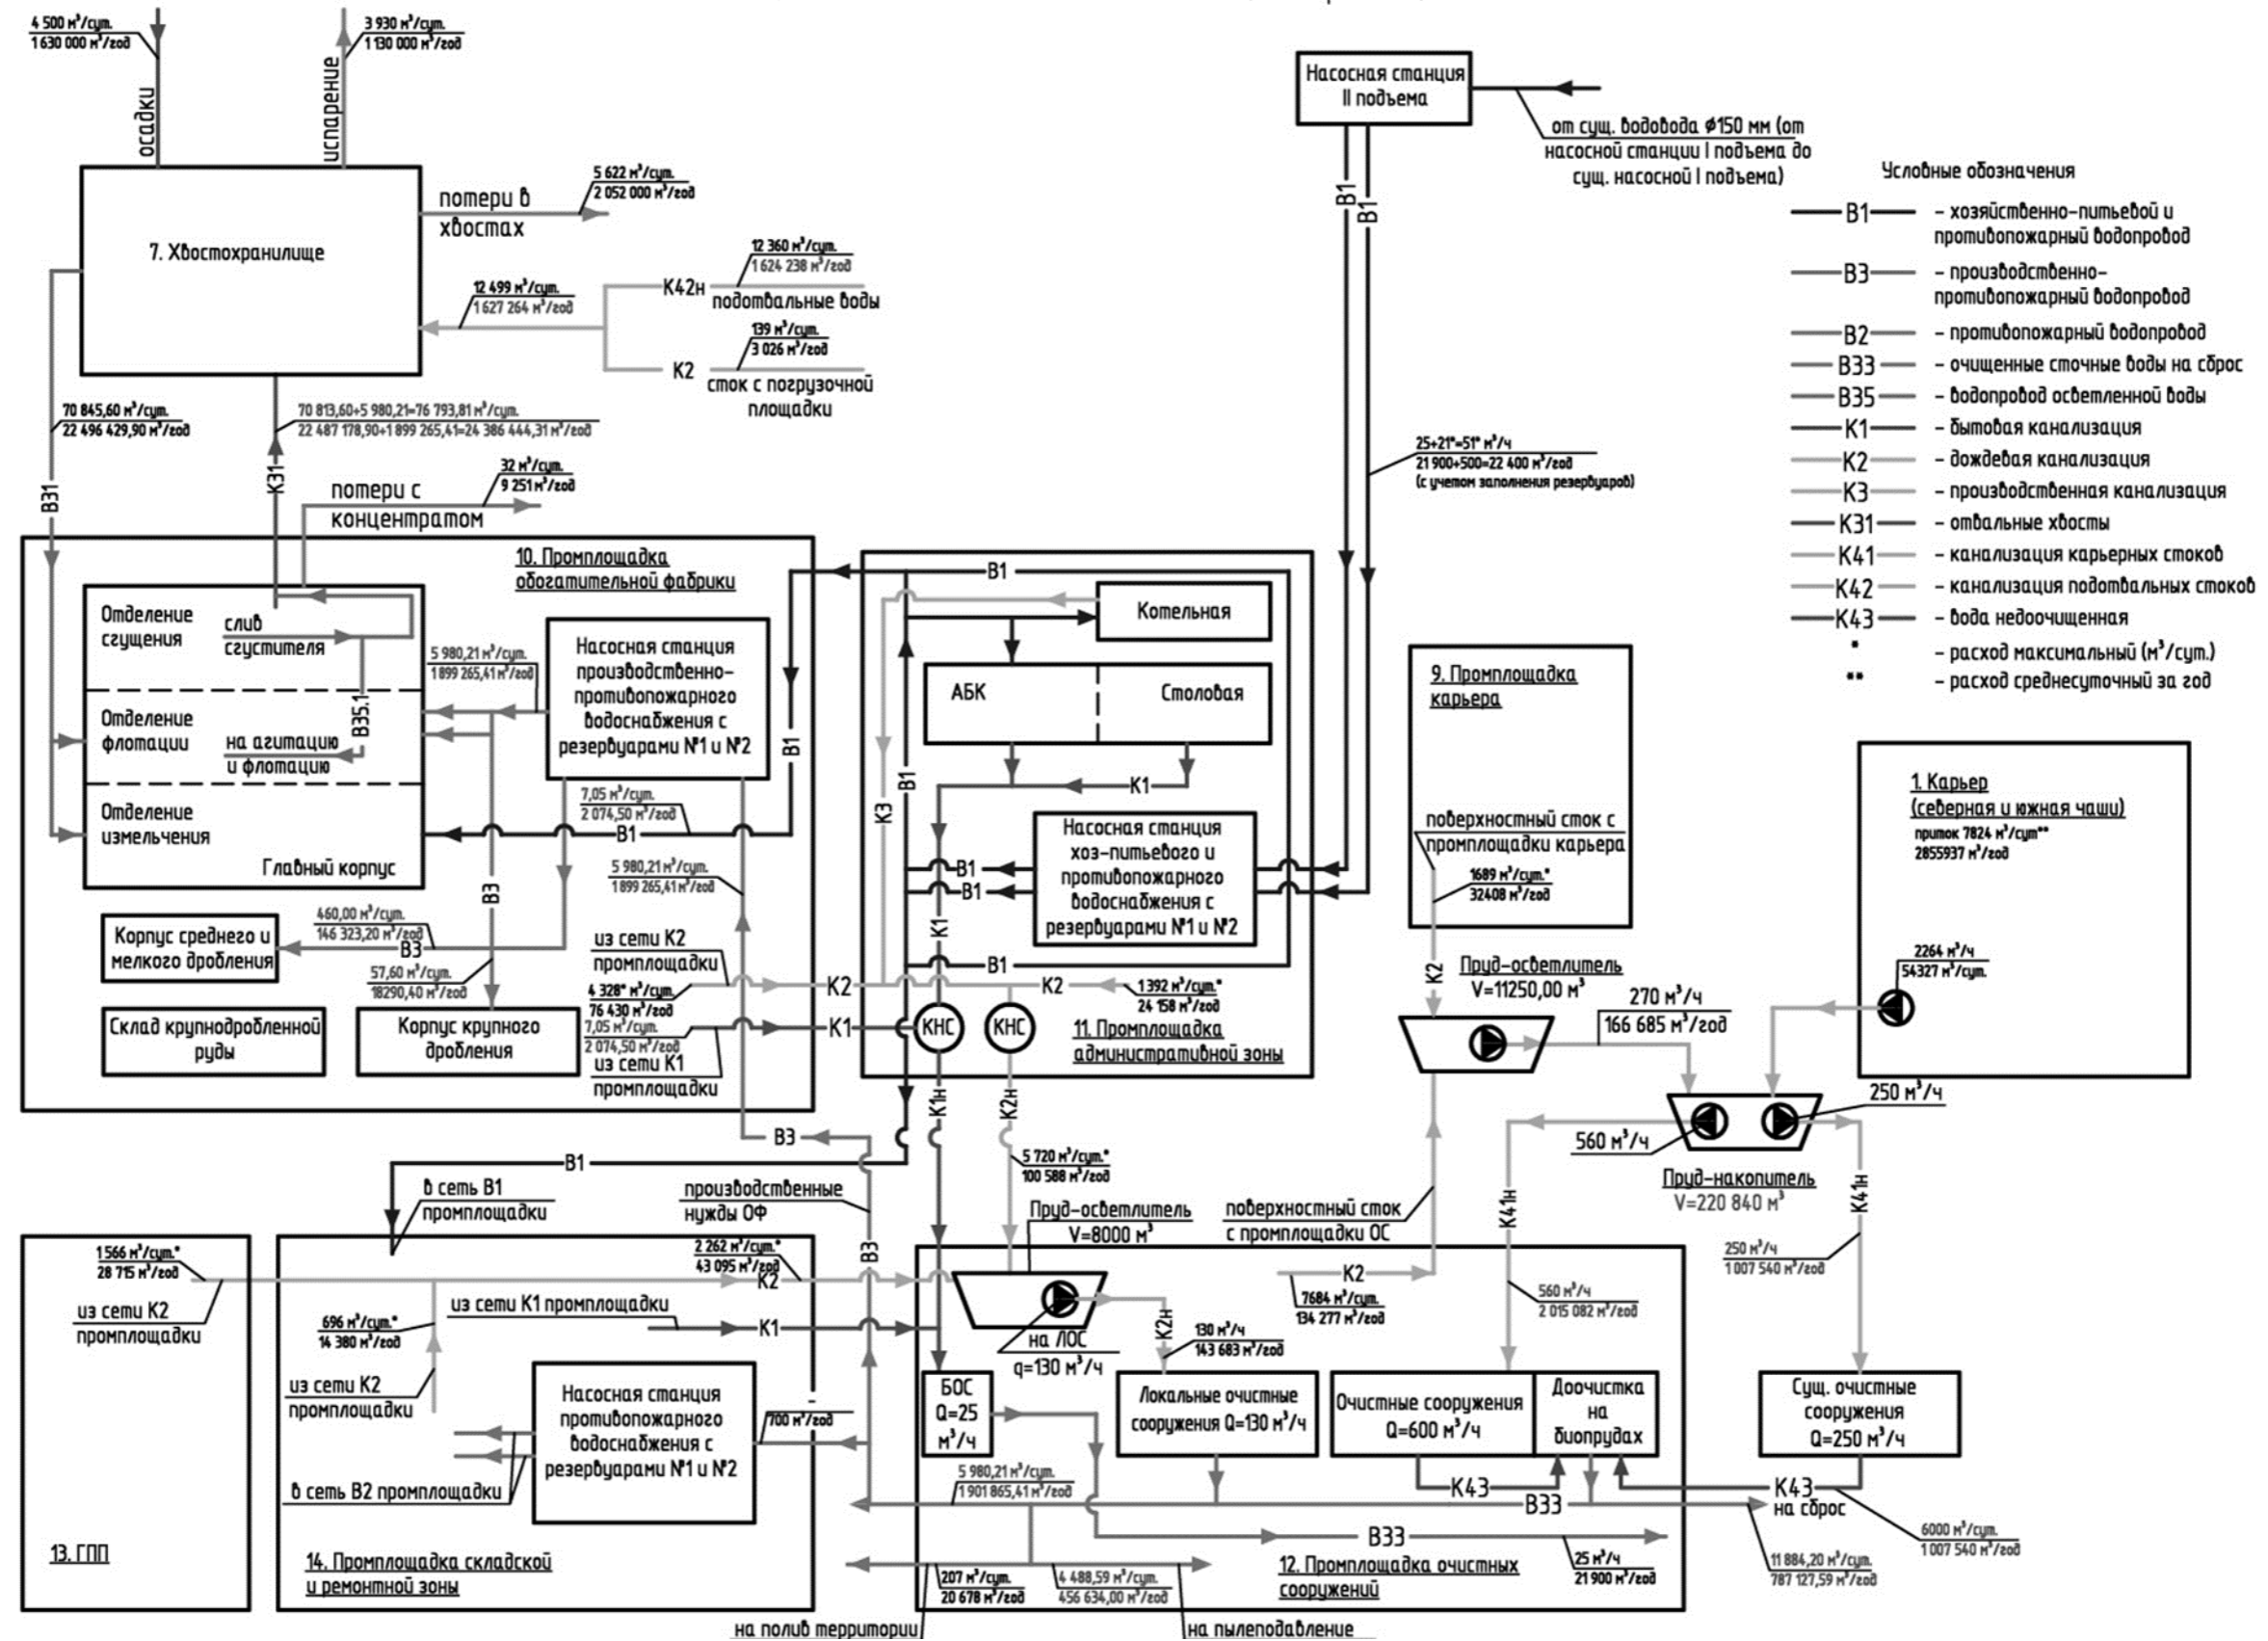 4 500 м³/сут.
1 630 000 м³/год
осадки
3 930 м³/сут.
1 130 000 м³/год
испарение
7. Хвостохранилище
потери в
хвостах
5 622 м³/сут.
2 052 000 м³/год
12 499 м³/сут.
1 627 264 м³/год
К42н
12 360 м³/сут.
1 624 238 м³/год
подотвальные воды
К2
139 м³/сут.
3 026 м³/год
сток с погрузочной
площадки
70 845,60 м³/сут.
22 496 429,90 м³/год
В31
70 813,60+5 980,21=76 793,81 м³/сут.
22 487 178,90+1 899 265,41=24 386 444,31 м³/год
К31
потери с
концентратом
32 м³/сут.
9 251 м³/год
Насосная станция
II подъема
от сущ. водовода ϕ150 мм (от
насосной станции I подъема до
сущ. насосной I подъема)
В1
В1
25+21*=51* м³/ч
21 900+500=22 400 м³/год
(с учетом заполнения резервуаров)
Условные обозначения
В1 - хозяйственно-питьевой и
противопожарный водопровод
В3 - производственно-
противопожарный водопровод
В2 - противопожарный водопровод
В33 - очищенные сточные воды на сброс
В35 - водопровод осветленной воды
К1 - бытовая канализация
К2 - дождевая канализация
К3 - производственная канализация
К31 - отвальные хвосты
К41 - канализация карьерных стоков
К42 - канализация подотвальных стоков
К43 - вода недоочищенная
* - расход максимальный (м³/сут.)
** - расход среднесуточный за год
10. Промплощадка
обогатительной фабрики
Отделение
сгущения
слив
сгустителя
Отделение
флотации
на агитацию
и флотацию
В35.1
Отделение
измельчения
Главный корпус
5 980,21 м³/сут.
1 899 265,41 м³/год
Насосная станция
производственно-
противопожарного
водоснабжения с
резервуарами №1 и №2
В1
7,05 м³/сут.
2 074,50 м³/год
В1
В3
5 980,21 м³/сут.
1 899 265,41 м³/год
Корпус среднего и
мелкого дробления
460,00 м³/сут.
146 323,20 м³/год
В3
57,60 м³/сут.
18290,40 м³/год
Склад крупнодробленной
руды
Корпус крупного
дробления
из сети К2
промплощадки
4 328* м³/сут.
76 430 м³/год
К2
7,05 м³/сут.
2 074,50 м³/год
К1
из сети К1
промплощадки
В1
Котельная
АБК
Столовая
К3
В1
К1
Насосная станция
хоз-питьевого и
противопожарного
водоснабжения с
резервуарами №1 и №2
В1
В1
К1
В1
К2
1 392 м³/сут.*
24 158 м³/год
КНС
КНС
11. Промплощадка
административной зоны
К1н
К2н
9. Промплощадка
карьера
поверхностный сток с
промплощадки карьера
1689 м³/сут.*
32408 м³/год
К2
Пруд-осветлитель
V=11250,00 м³
270 м³/ч
166 685 м³/год
1. Карьер
(северная и южная чаши)
приток 7824 м³/сут**
2855937 м³/год
2264 м³/ч
54327 м³/сут.
250 м³/ч
560 м³/ч
Пруд-накопитель
V=220 840 м³
К41н
К41н
250 м³/ч
1 007 540 м³/год
560 м³/ч
2 015 082 м³/год
В3
В1
в сеть В1
промплощадки
производственные
нужды ОФ
5 720 м³/сут.*
100 588 м³/год
Пруд-осветлитель
V=8000 м³
поверхностный сток
с промплощадки ОС
К2
7684 м³/сут.
134 277 м³/год
1 566 м³/сут.*
28 715 м³/год
из сети К2
промплощадки
13. ГПП
2 262 м³/сут.*
43 095 м³/год
К2
В3
696 м³/сут.*
14 380 м³/год
из сети К1 промплощадки
К1
из сети К2
промплощадки
Насосная станция
противопожарного
водоснабжения с
резервуарами №1 и №2
в сеть В2 промплощадки
-
700 м³/год
14. Промплощадка складской
и ремонтной зоны
на ЛОС
q=130 м³/ч
К2н
130 м³/ч
143 683 м³/год
БОС
Q=25
м³/ч
Локальные очистные
сооружения Q=130 м³/ч
Очистные сооружения
Q=600 м³/ч
Доочистка
на
биопрудах
Сущ. очистные
сооружения
Q=250 м³/ч
К43
К43
на сброс
5 980,21 м³/сут.
1 901 865,41 м³/год
В33
В33
6000 м³/сут.
1 007 540 м³/год
11 884,20 м³/сут.
787 127,59 м³/год
25 м³/ч
21 900 м³/год
207 м³/сут.
20 678 м³/год
4 488,59 м³/сут.
456 634,00 м³/год
12. Промплощадка очистных
сооружений
на полив территории
на пылеподавление